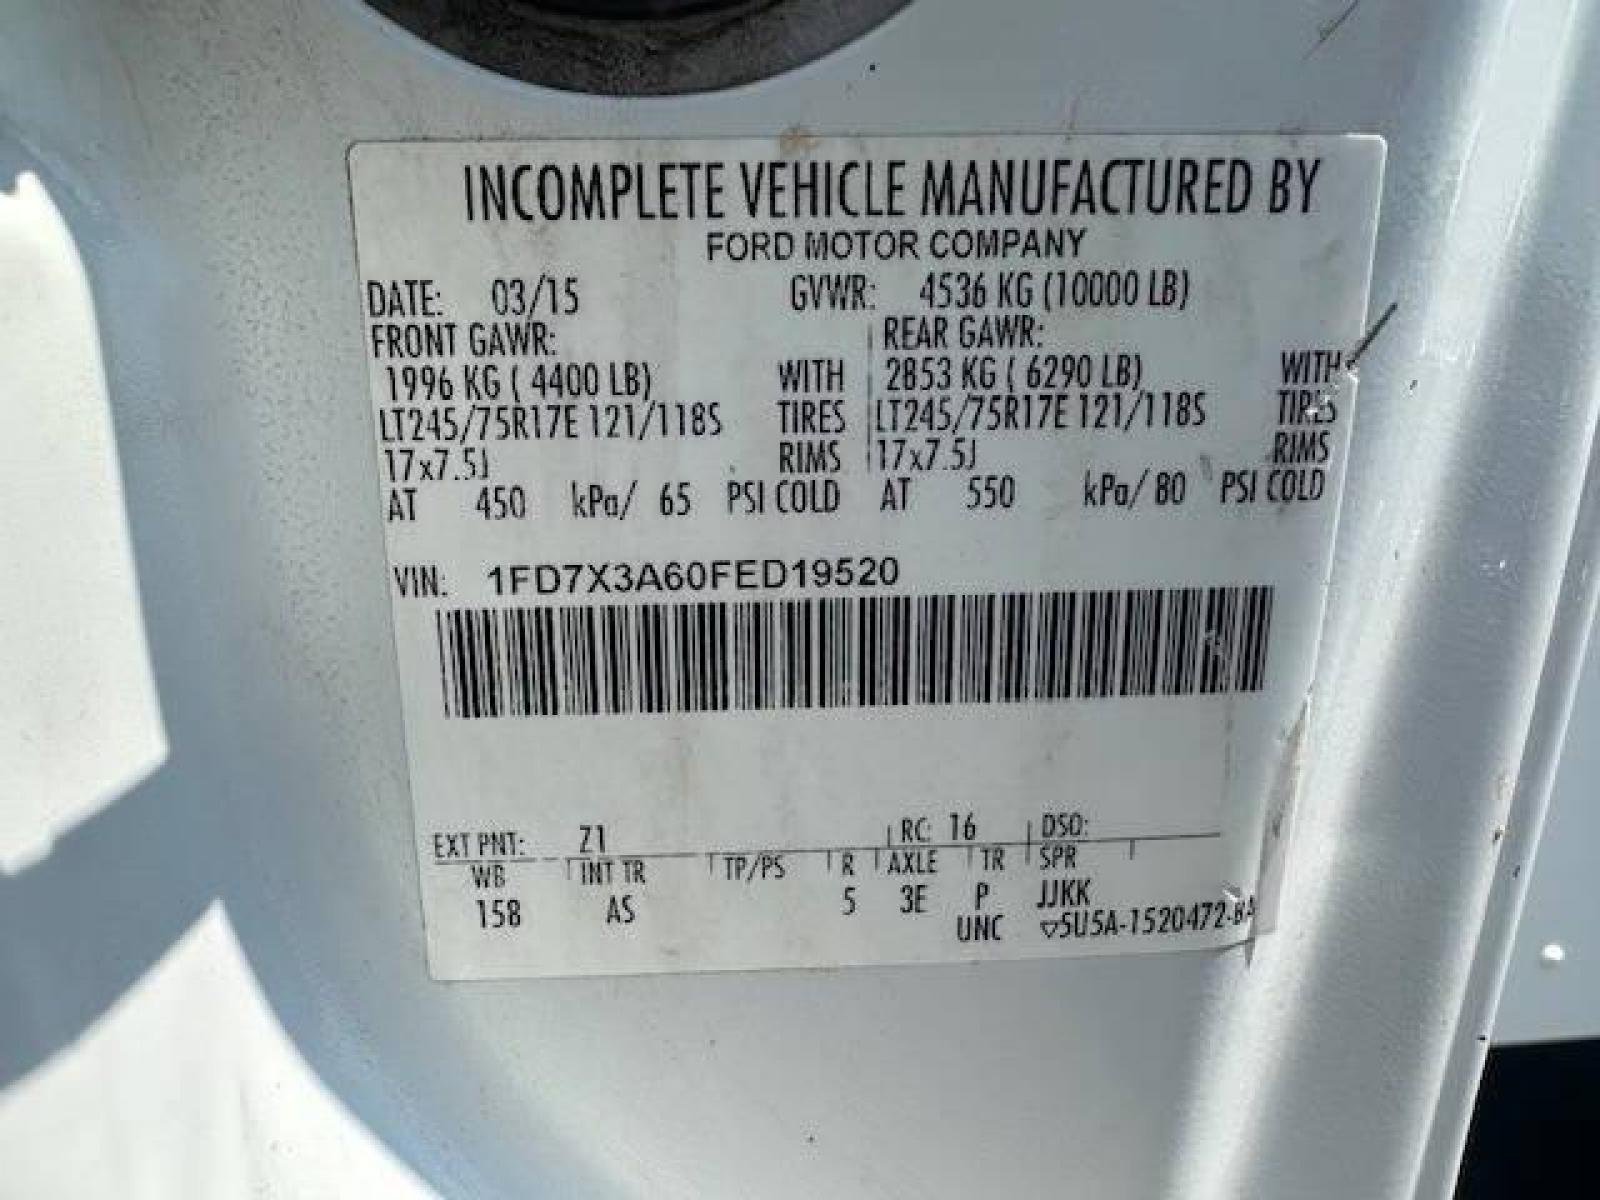 INCOMPLETE VEHICLE MANUFACTURED BY
FORD MOTOR COMPANY
DATE: 03/15 GVWR: 4536 KG (10000 LB)
FRONT GAWR: REAR GAWR:
1996 KG ( 4400 LB) WITH 2853 KG ( 6290 LB) WITH
LT245/75R17E 121/118S TIRES LT245/75R17E 121/118S TIRES
17x7.5J RIMS 17x7.5J RIMS
AT 450 kPa/ 65 PSI COLD AT 550 kPa/ 80 PSI COLD
VIN: 1FD7X3A60FED19520
EXT PNT: Z1 RC: 16 DSO:
WB INT TR TP/PS R AXLE TR SPR
158 AS 5 3E P JJKK
UNC ▽5U5A-1520472-BA